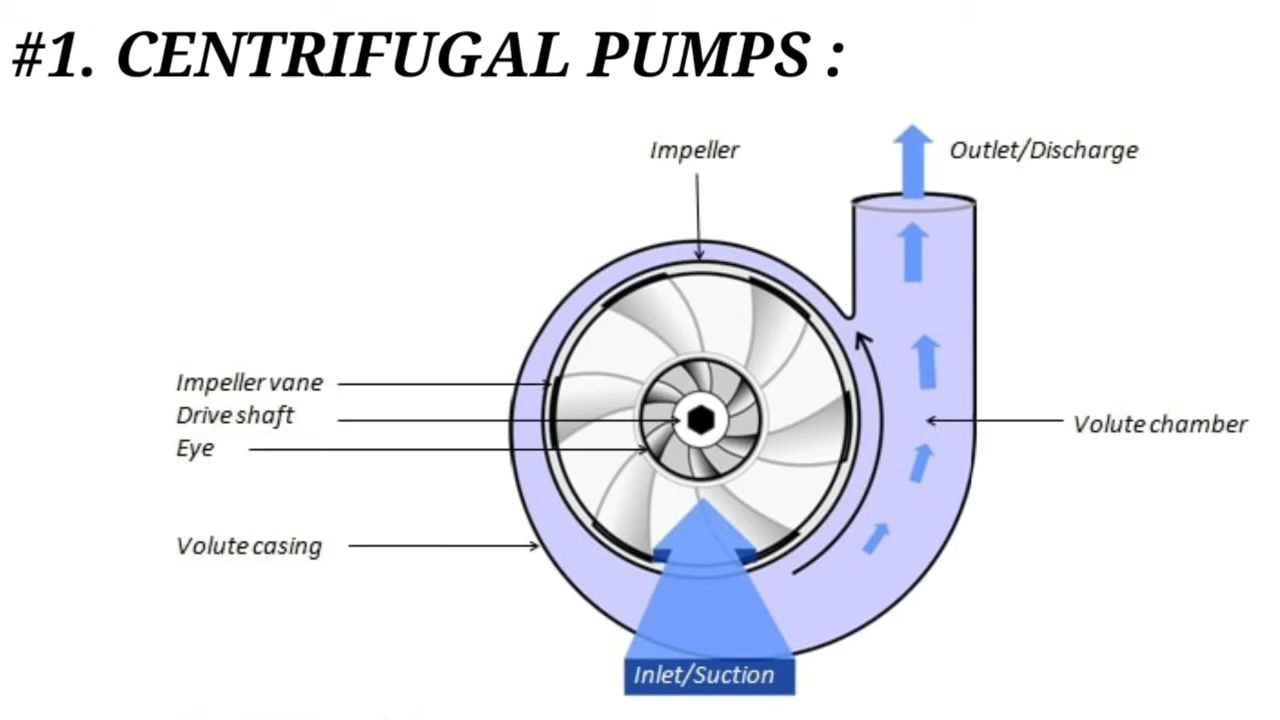 #1. CENTRIFUGAL PUMPS :
Impeller
Outlet/Discharge
Impeller vane
Drive shaft
Eye
Volute chamber
Volute casing
Inlet/Suction